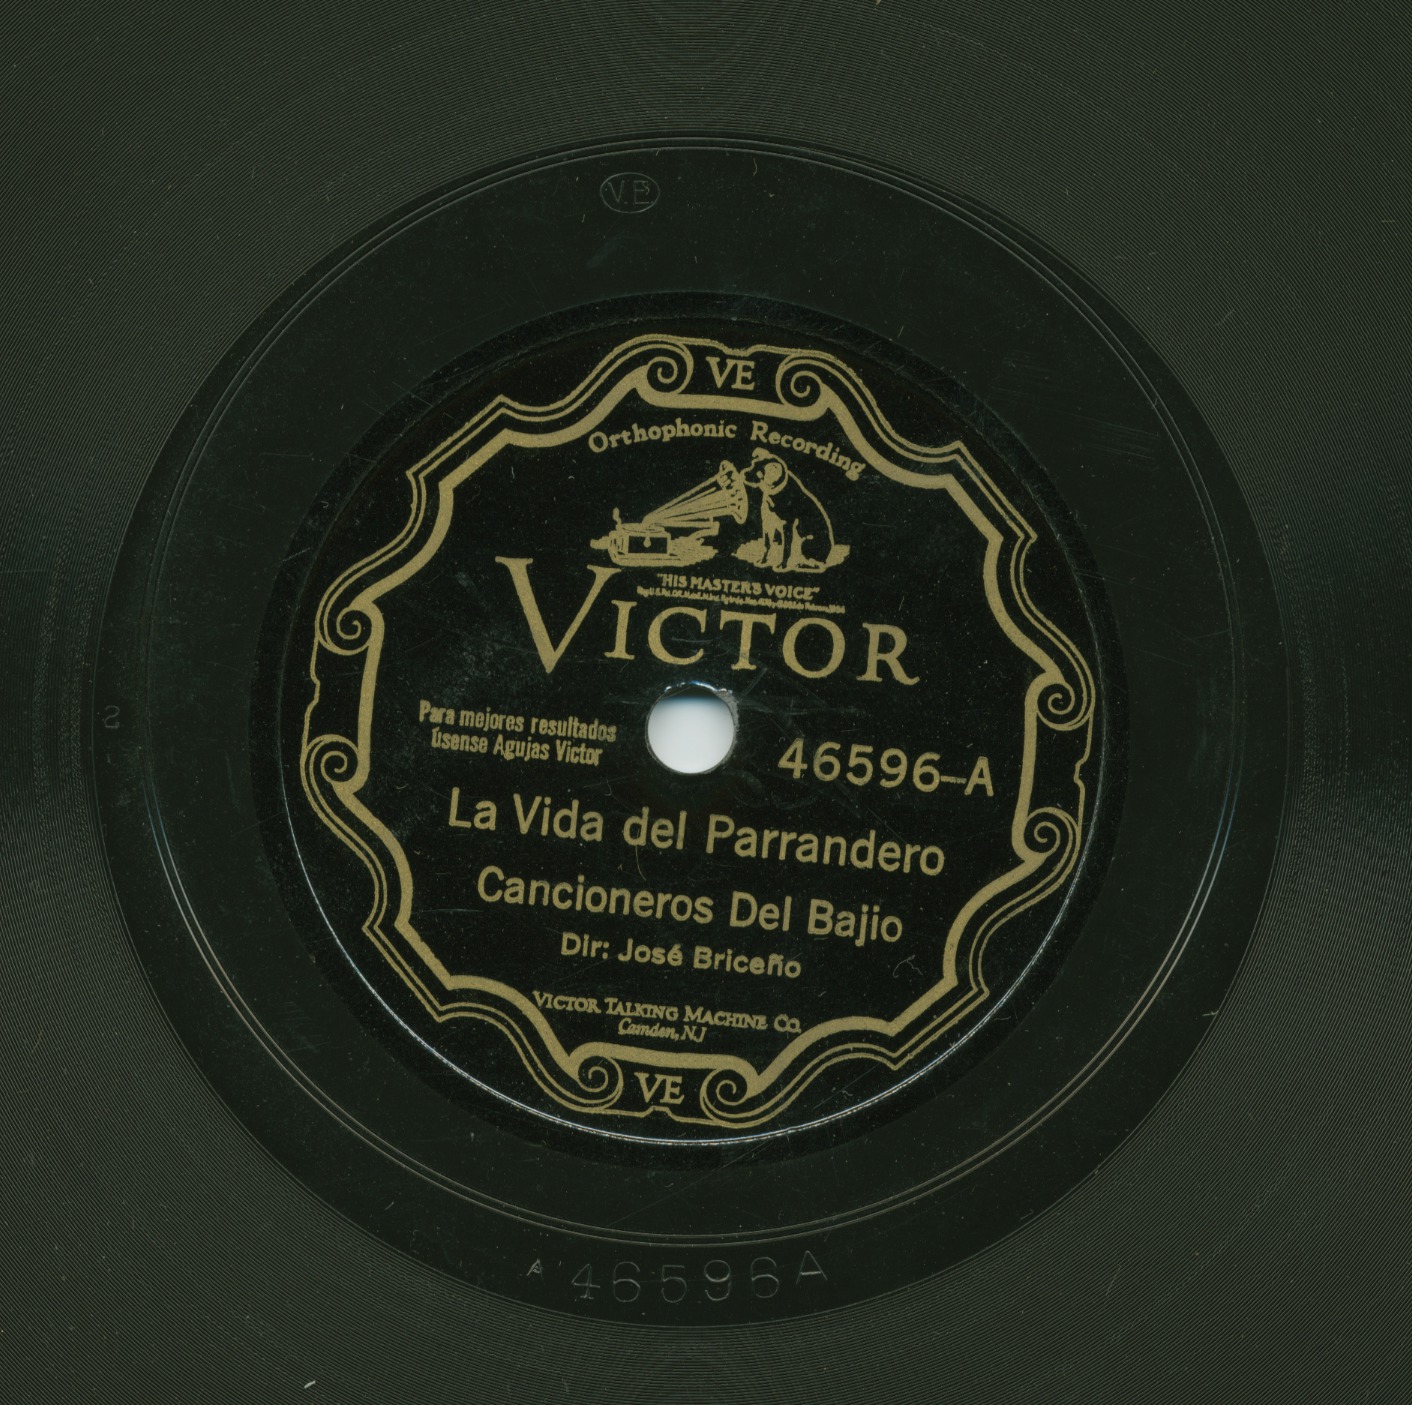 V.E
VE
Orthophonic Recording
"HIS MASTER'S VOICE"
VICTOR
Para mejores resultados
úsense Agujas Victor
46596-A
La Vida del Parrandero
Cancioneros Del Bajio
Dir: José Briceño
VICTOR TALKING MACHINE CO.
Camden, N.J
VE
2
A 46596A